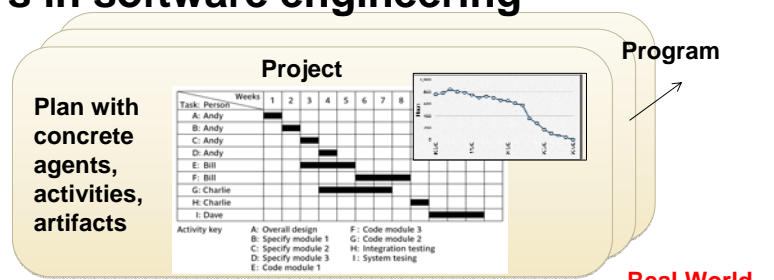 s in software engineering
Program
Project
Plan with
concrete
agents,
activities,
artifacts
Weeks
Task: Person
1 2 3 4 5 6 7 8
A: Andy
B: Andy
C: Andy
D: Andy
E: Bill
F: Bill
G: Charlie
H: Charlie
I: Dave
Activity key
A: Overall design
B: Specify module 1
C: Specify module 2
D: Specify module 3
E: Code module 1
F: Code module 3
G: Code module 2
H: Integration testing
I: System tesing
Real World